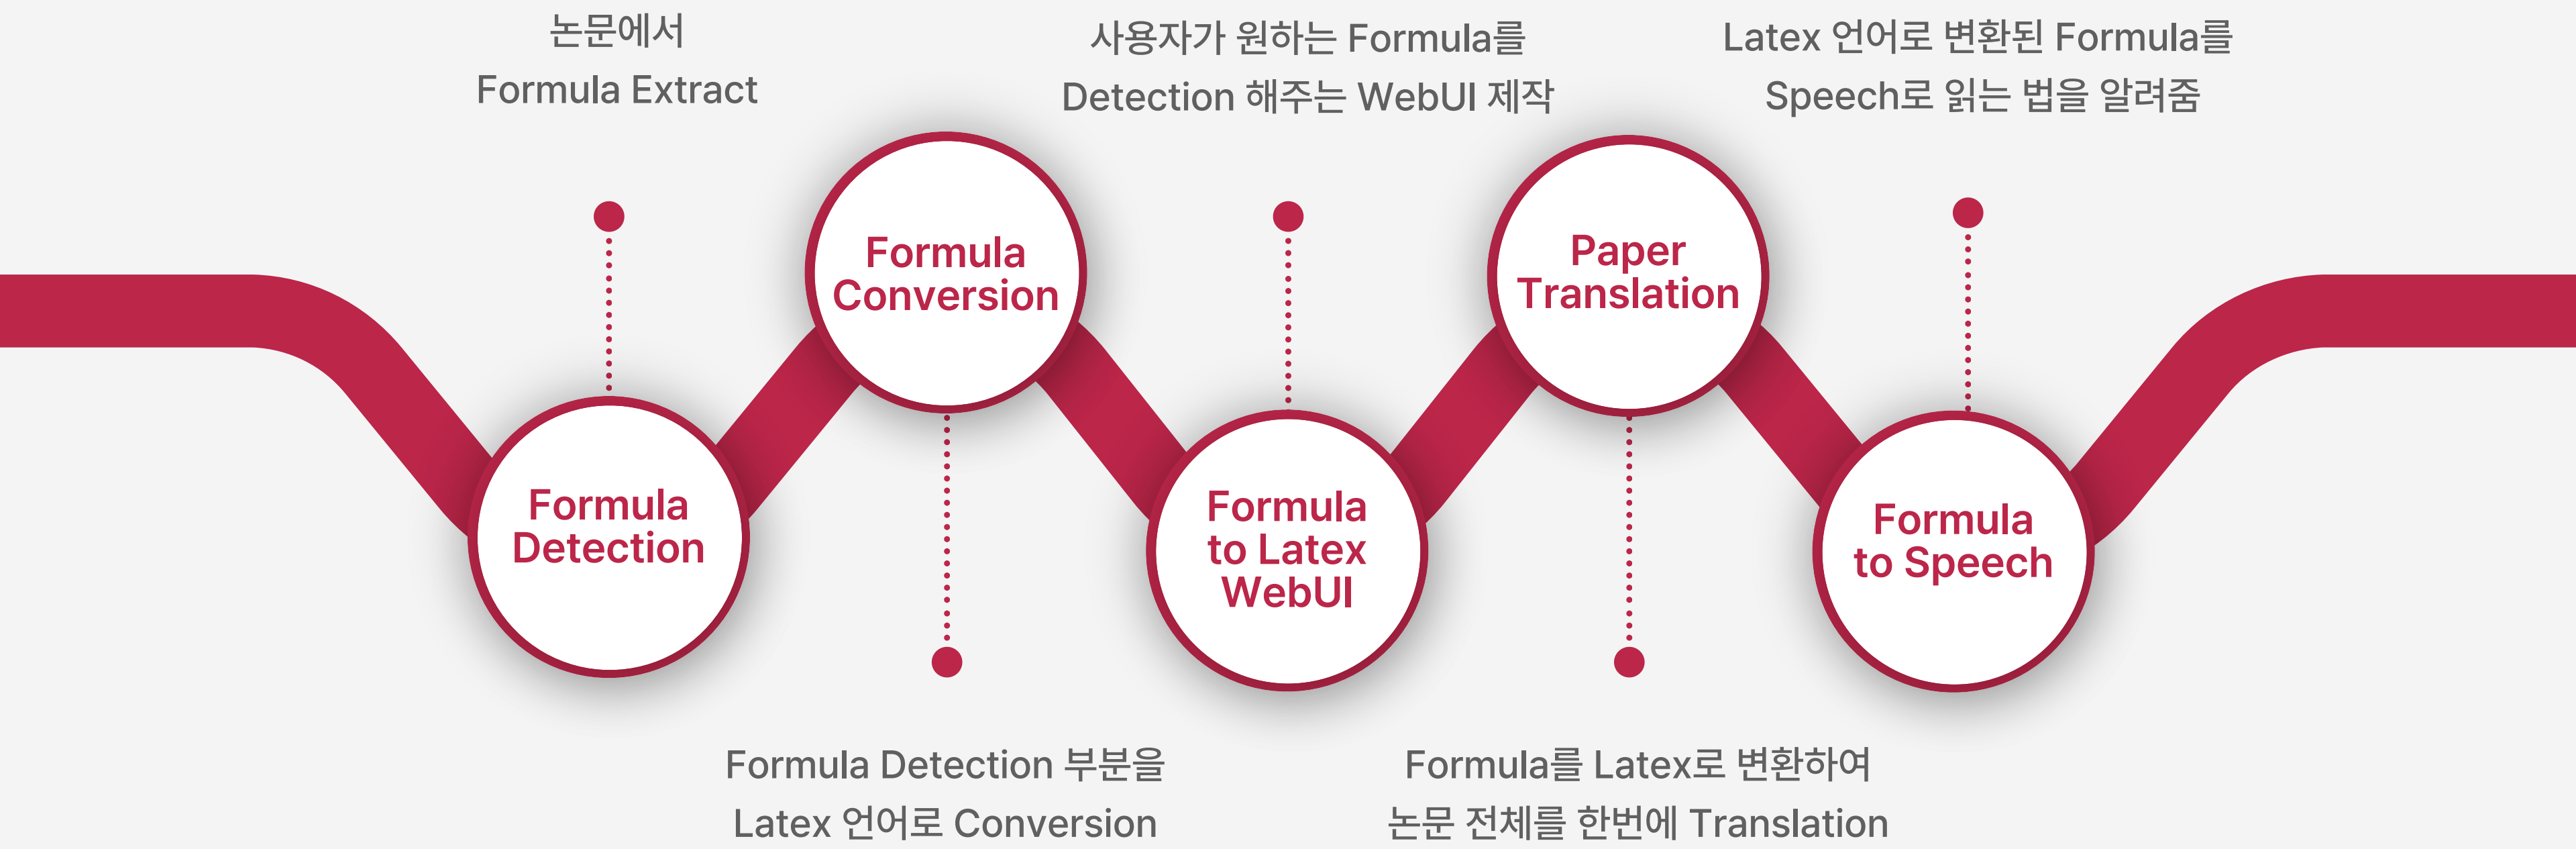 논문에서
Formula Extract
사용자가 원하는 Formula를
Detection 해주는 WebUI 제작
Latex 언어로 변환된 Formula를
Speech로 읽는 법을 알려줌
Formula
Conversion
Paper
Translation
Formula
Detection
Formula
to Latex
WebUI
Formula
to Speech
Formula Detection 부분을
Latex 언어로 Conversion
Formula를 Latex로 변환하여
논문 전체를 한번에 Translation